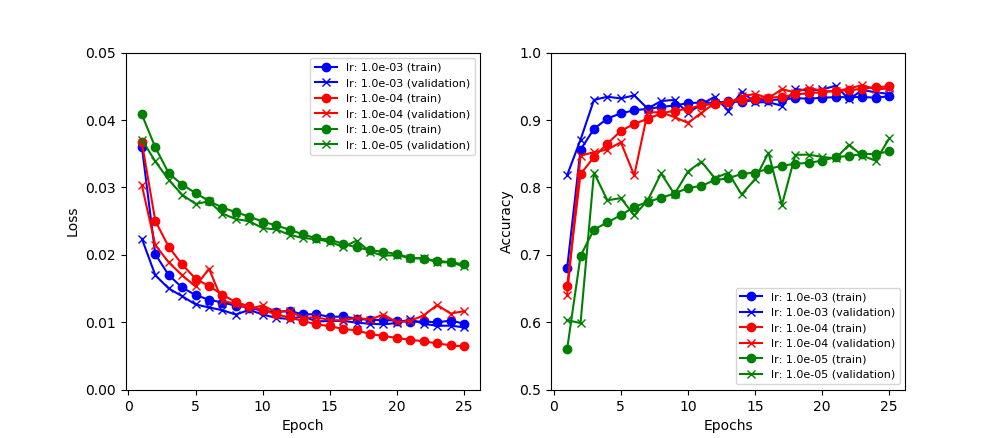 0.05
0.04
0.03
0.02
0.01
0.00
Loss
0
5
10
15
20
25
Epoch
lr: 1.0e-03 (train)
lr: 1.0e-03 (validation)
lr: 1.0e-04 (train)
lr: 1.0e-04 (validation)
lr: 1.0e-05 (train)
lr: 1.0e-05 (validation)
1.0
0.9
0.8
0.7
0.6
0.5
Accuracy
0
5
10
15
20
25
Epochs
lr: 1.0e-03 (train)
lr: 1.0e-03 (validation)
lr: 1.0e-04 (train)
lr: 1.0e-04 (validation)
lr: 1.0e-05 (train)
lr: 1.0e-05 (validation)